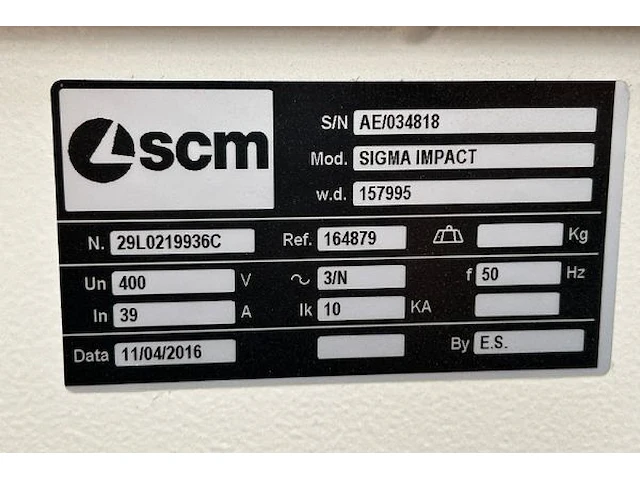 scm
S/N AE/034818
Mod. SIGMA IMPACT
w.d. 157995
N. 29L0219936C Ref. 164879 Kg
Un 400 V ~ 3/N f 50 Hz
In 39 A Ik 10 KA
Data 11/04/2016 By E.S.